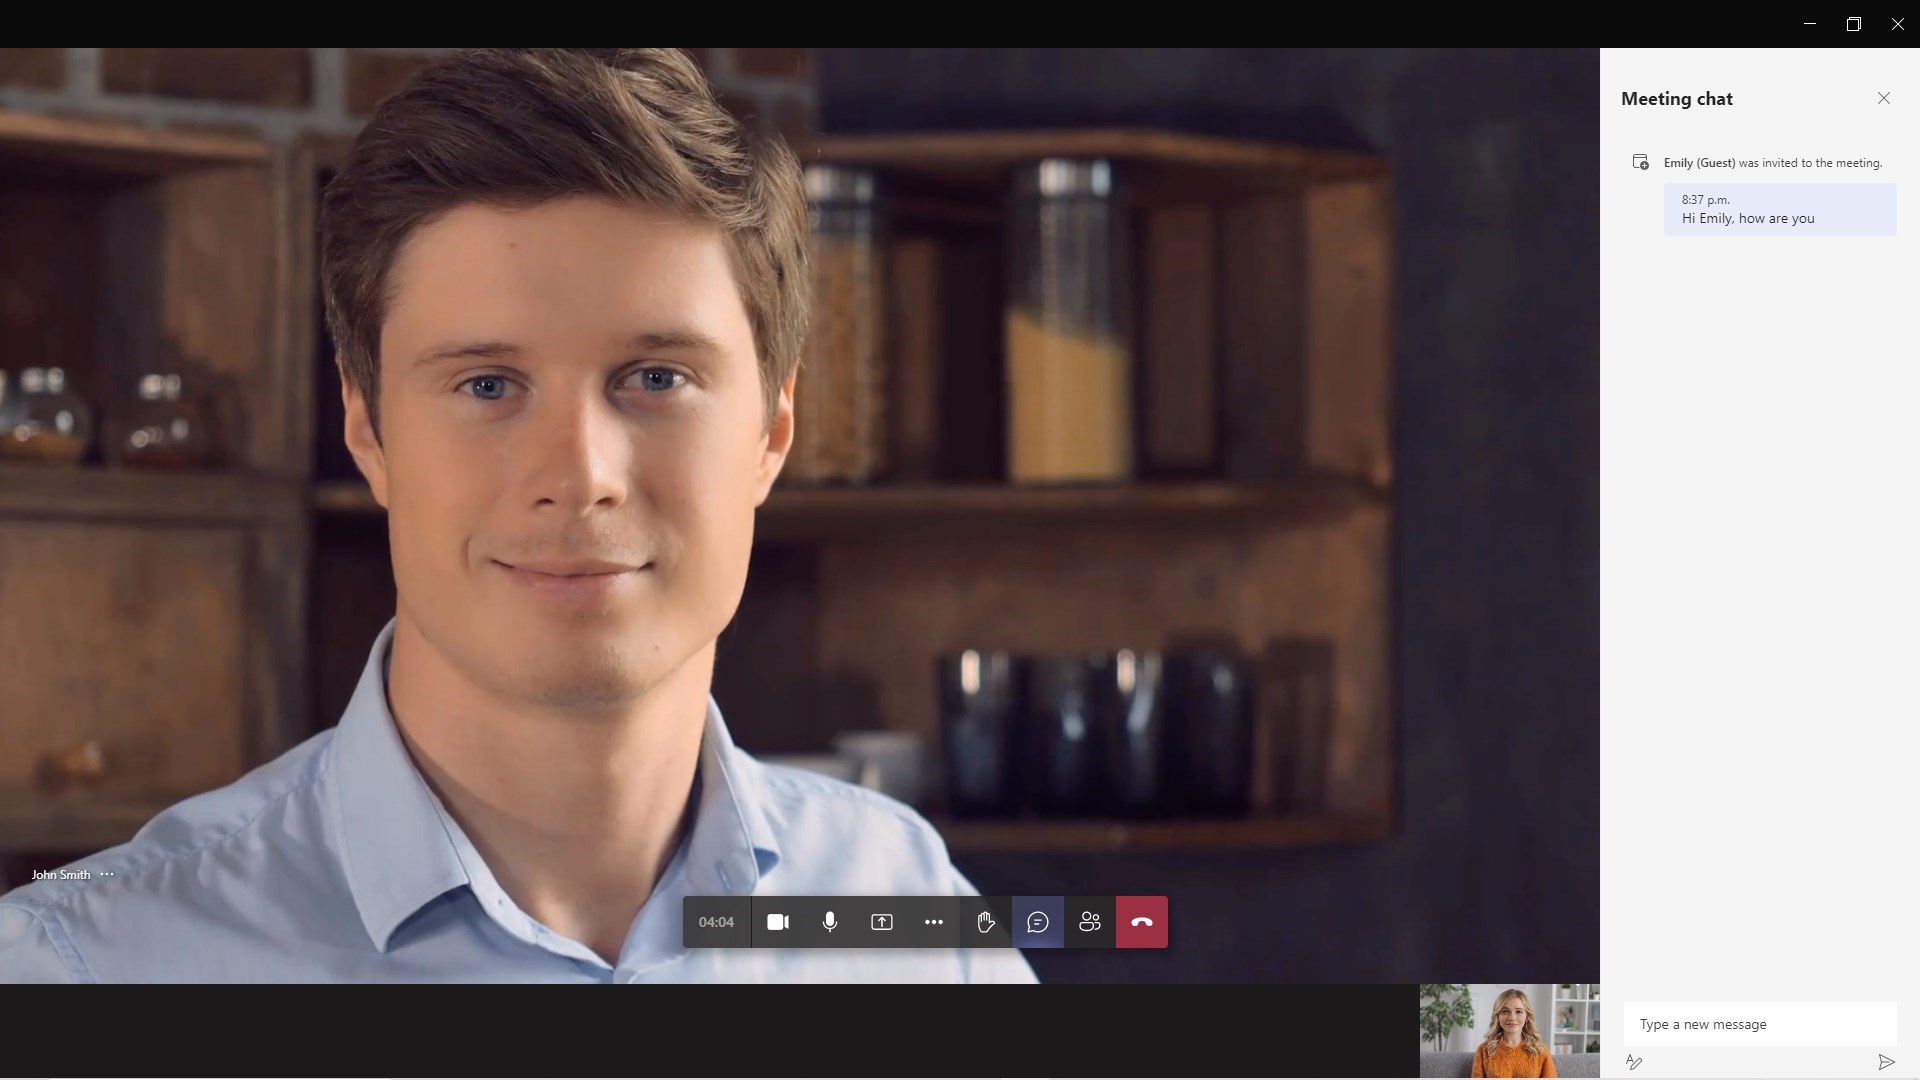 Meeting chat
Emily (Guest) was invited to the meeting.
8:37 p.m.
Hi Emily, how are you
John Smith
04:04
Type a new message